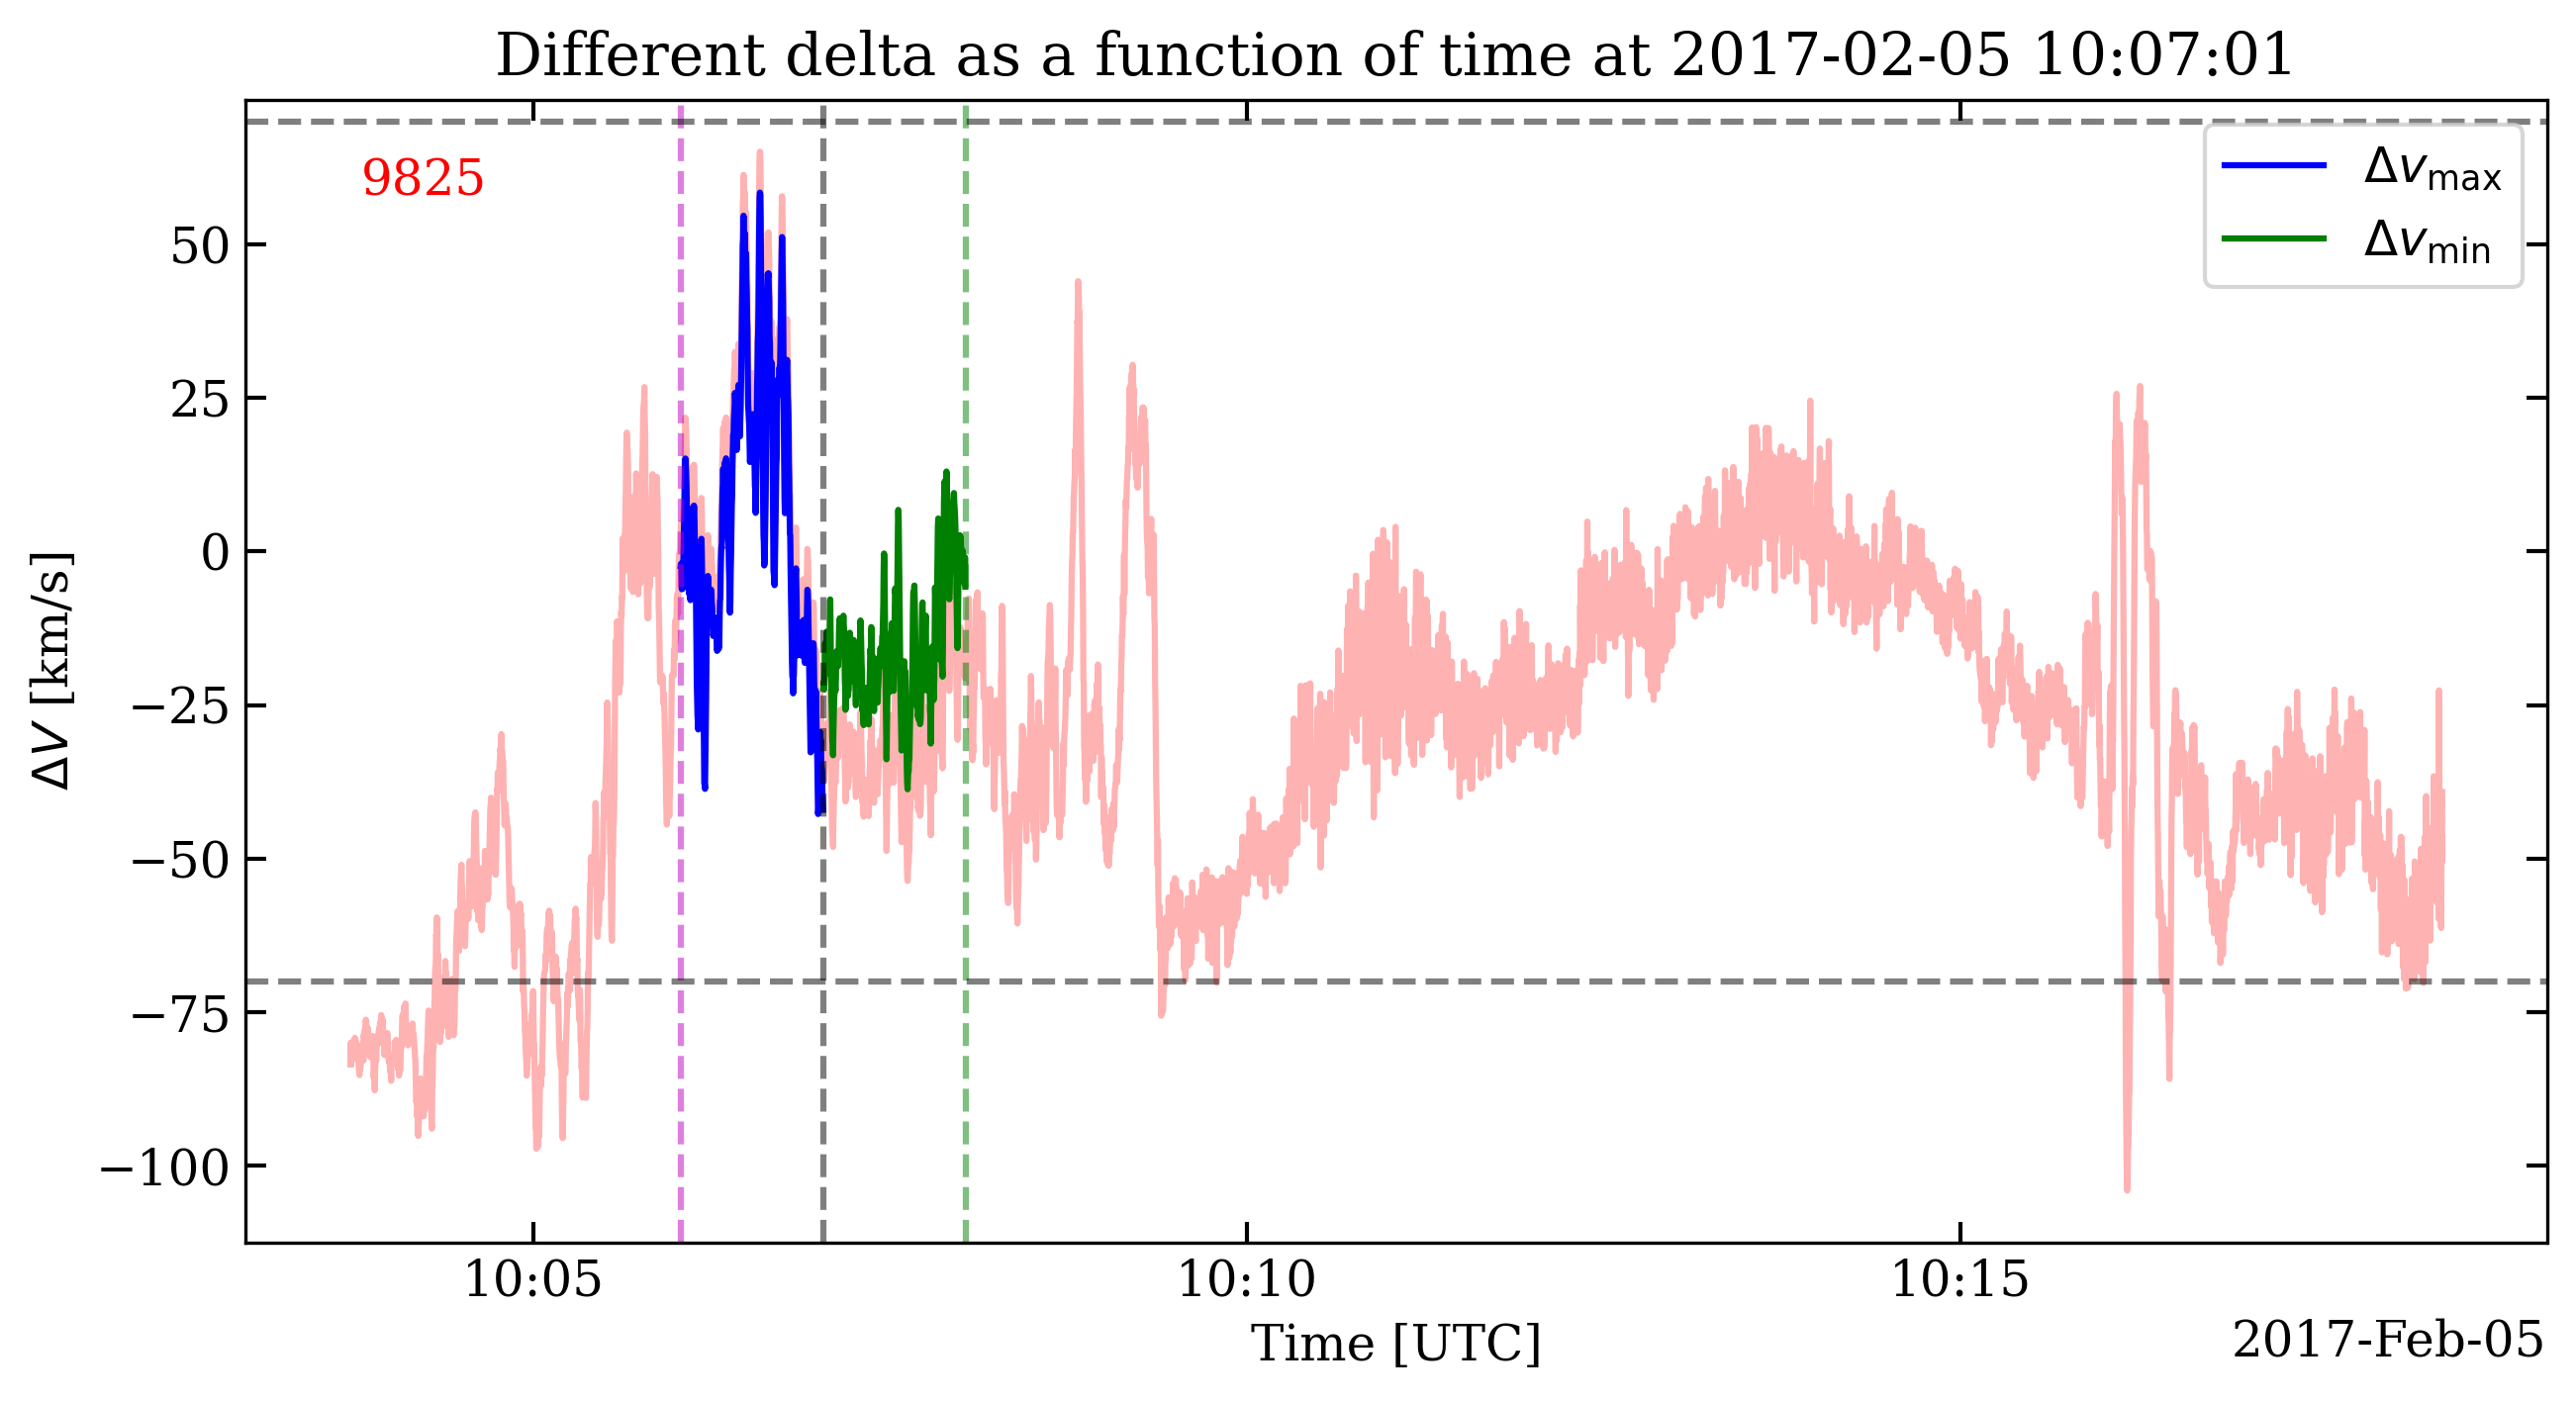 Different delta as a function of time at 2017-02-05 10:07:01
9825
Δv_max
Δv_min
50
25
0
−25
−50
−75
−100
ΔV [km/s]
10:05
10:10
10:15
Time [UTC]
2017-Feb-05